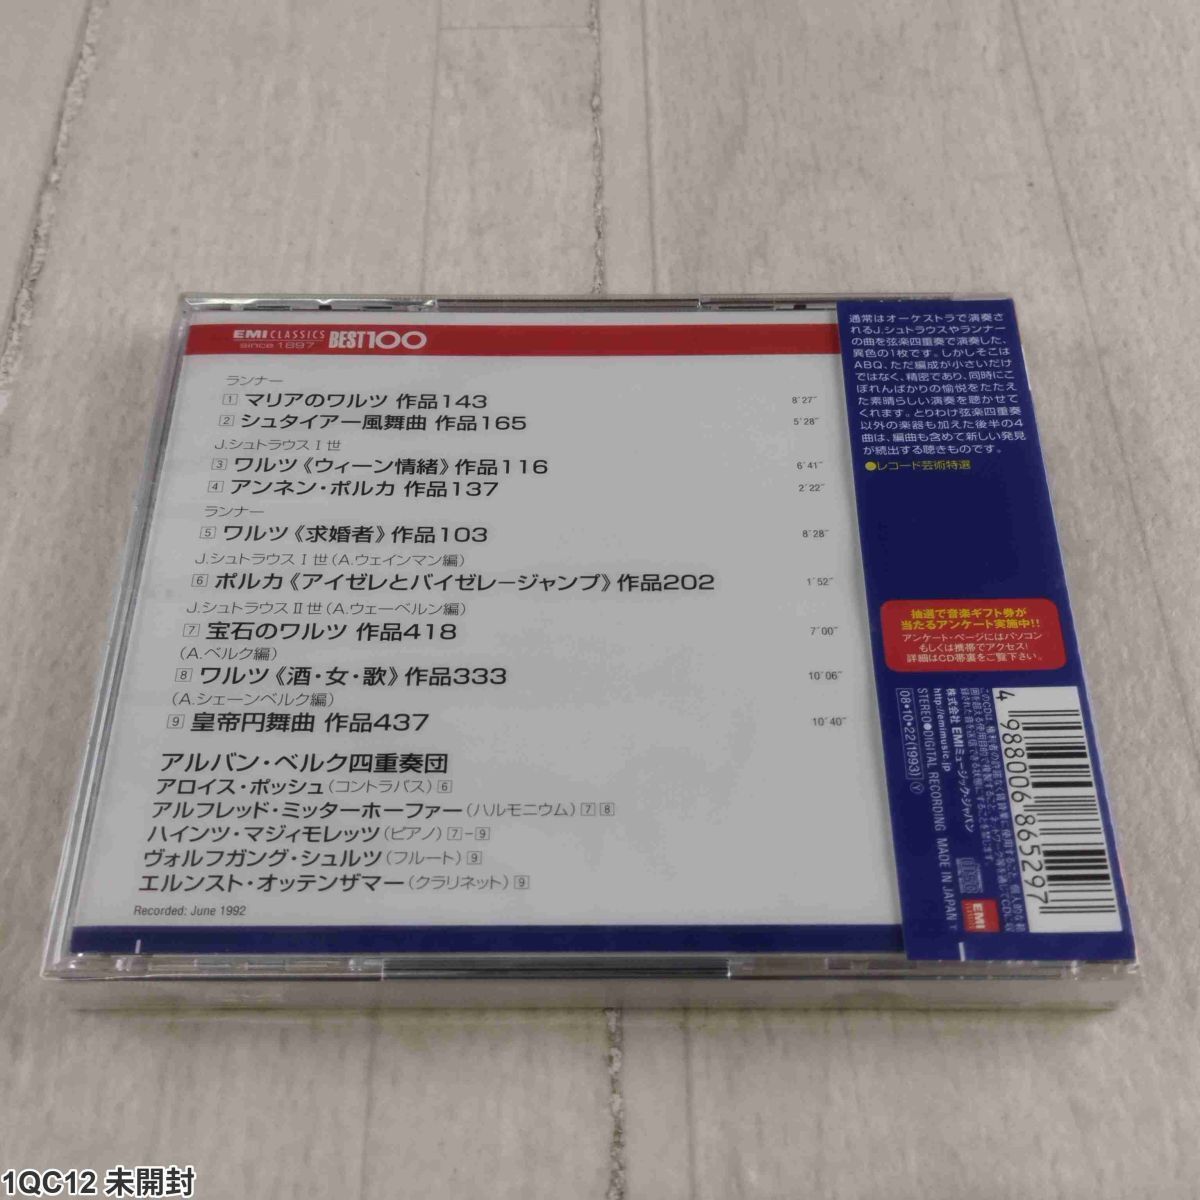 EMI CLASSICS BEST100
since 1897
ランナー
1 マリアのワルツ 作品143 8'27"
2 シュタイアー風舞曲 作品165 5'28"
J.シュトラウスⅠ世
3 ワルツ《ウィーン情緒》作品116 6'41"
4 アンネン・ポルカ 作品137 2'22"
ランナー
5 ワルツ《求婚者》作品103 8'28"
J.シュトラウスⅠ世(A.ウェインマン編)
6 ポルカ《アイゼレとバイゼレージャンプ》作品202 1'52"
J.シュトラウスⅡ世(A.ウェーベルン編)
7 宝石のワルツ 作品418 7'00"
(A.ベルク編)
8 ワルツ《酒・女・歌》作品333 10'06"
(A.シェーンベルク編)
9 皇帝円舞曲 作品437 10'40"
アルバン・ベルク四重奏団
アロイス・ポッシュ(コントラバス) 6
アルフレッド・ミッターホーファー(ハルモニウム) 7 8
ハインツ・マジィモレッツ(ピアノ) 7-9
ヴォルフガング・シュルツ(フルート) 9
エルンスト・オッテンザマー(クラリネット) 9
Recorded: June 1992
通常はオーケストラで演奏さ
れるJ.シュトラウスやランナー
の曲を弦楽四重奏で演奏した、
異色の1枚です。しかしそこは
ABQ、ただ編成が小さいだけ
ではなく、精密であり、同時にこ
ぼれんばかりの愉悦をたたえ
た素晴らしい演奏を聴かせて
くれます。とりわけ弦楽四重奏
以外の楽器も加えた後半の4
曲は、編曲も含めて新しい発見
が続出する聴きものです。
●レコード芸術特選
抽選で音楽ギフト券が
当たるアンケート実施中!!
アンケート・ページにはパソコン
もしくは携帯でアクセス!
詳細はCD帯裏をご覧下さい。
4 988006 865297
株式会社 EMIミュージック・ジャパン
http://emimusic.jp
STEREO●DIGITAL RECORDING MADE IN JAPAN
(08・10・22)(1993) Y
EMI
CLASSICS
1QC12 未開封